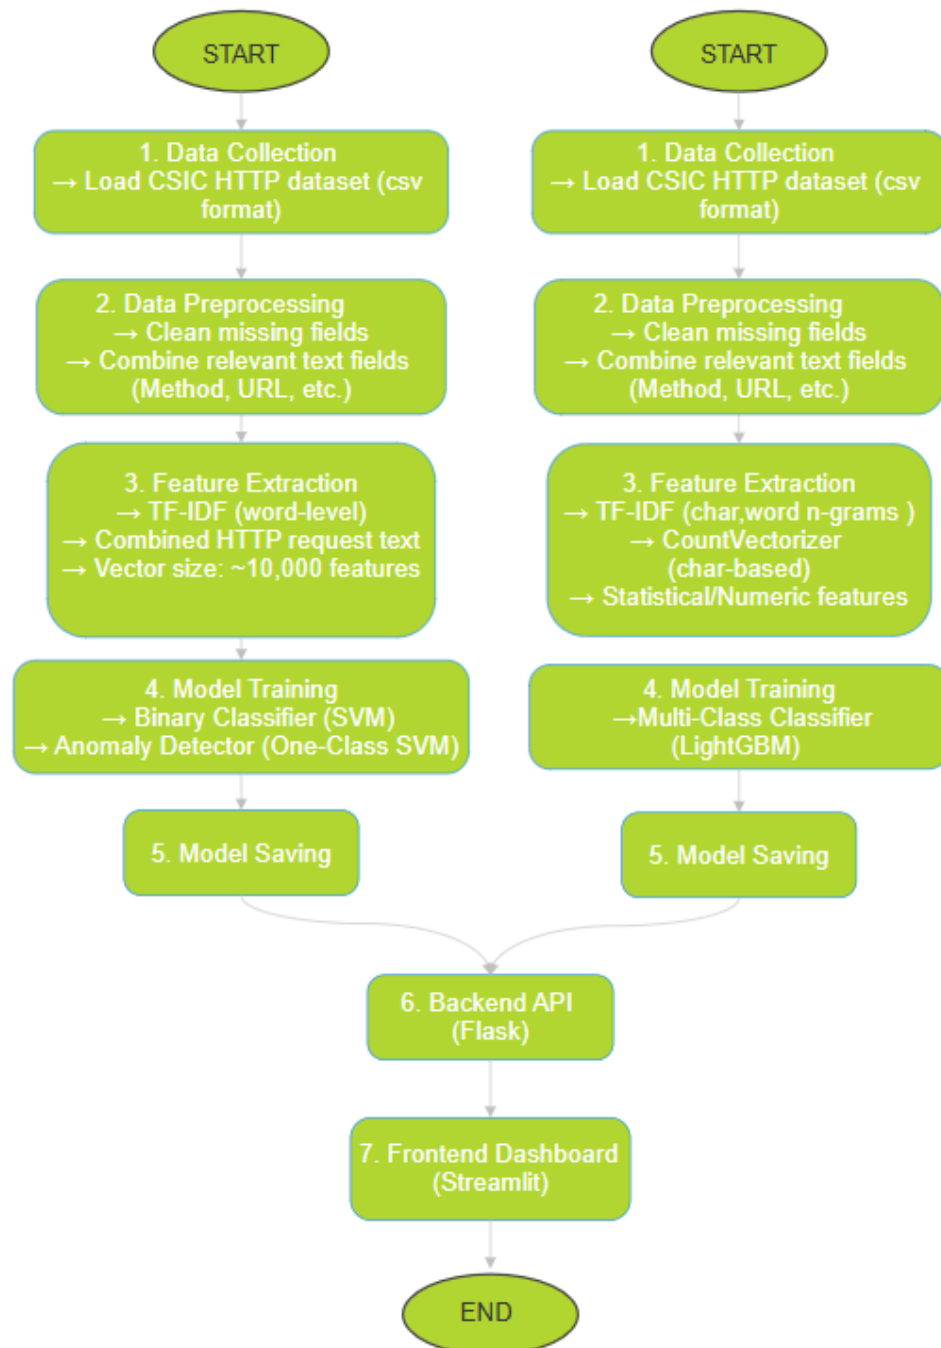 START
1. Data Collection
→ Load CSIC HTTP dataset (csv
format)
2. Data Preprocessing
→ Clean missing fields
→ Combine relevant text fields
(Method, URL, etc.)
3. Feature Extraction
→ TF-IDF (word-level)
→ Combined HTTP request text
→ Vector size: ~10,000 features
4. Model Training
→ Binary Classifier (SVM)
→ Anomaly Detector (One-Class SVM)
5. Model Saving
START
1. Data Collection
→ Load CSIC HTTP dataset (csv
format)
2. Data Preprocessing
→ Clean missing fields
→ Combine relevant text fields
(Method, URL, etc.)
3. Feature Extraction
→ TF-IDF (char,word n-grams )
→ CountVectorizer
(char-based)
→ Statistical/Numeric features
4. Model Training
→Multi-Class Classifier
(LightGBM)
5. Model Saving
6. Backend API
(Flask)
7. Frontend Dashboard
(Streamlit)
END